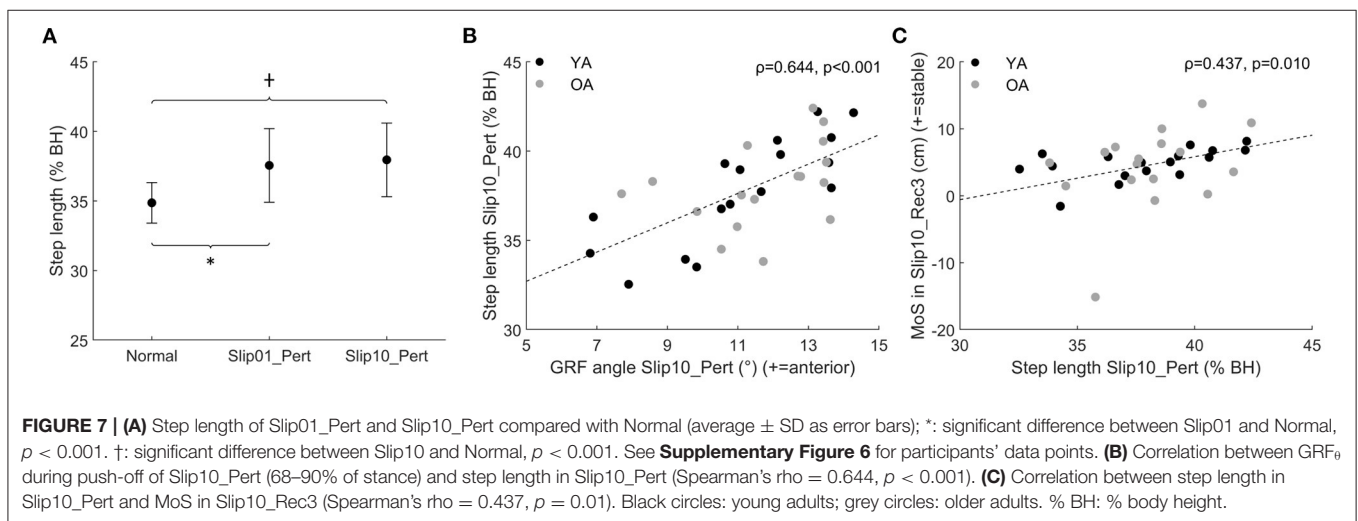 A
Step length (% BH)
45
40
35
30
25
†
*
Normal
Slip01_Pert
Slip10_Pert
B
Step length Slip10_Pert (% BH)
45
40
35
30
YA
OA
ρ=0.644, p<0.001
5
7
9
11
13
15
GRF angle Slip10_Pert (°) (+=anterior)
C
MoS in Slip10_Rec3 (cm) (+=stable)
30
20
10
0
-10
-20
YA
OA
ρ=0.437, p=0.010
30
35
40
45
Step length Slip10_Pert (% BH)
FIGURE 7 | (A) Step length of Slip01_Pert and Slip10_Pert compared with Normal (average ± SD as error bars); *: significant difference between Slip01 and Normal,
p < 0.001. †: significant difference between Slip10 and Normal, p < 0.001. See Supplementary Figure 6 for participants’ data points. (B) Correlation between GRFθ
during push-off of Slip10_Pert (68–90% of stance) and step length in Slip10_Pert (Spearman’s rho = 0.644, p < 0.001). (C) Correlation between step length in
Slip10_Pert and MoS in Slip10_Rec3 (Spearman’s rho = 0.437, p = 0.01). Black circles: young adults; grey circles: older adults. % BH: % body height.